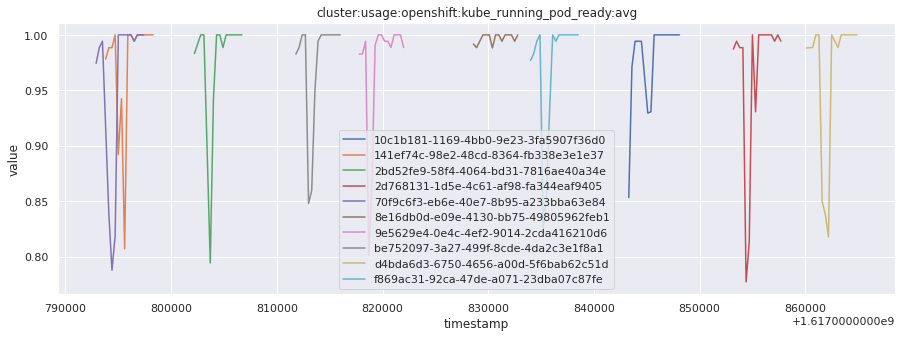 cluster:usage:openshift:kube_running_pod_ready:avg
1.00
0.95
0.90
0.85
0.80
value
10c1b181-1169-4bb0-9e23-3fa5907f36d0
141ef74c-98e2-48cd-8364-fb338e3e1e37
2bd52fe9-58f4-4064-bd31-7816ae40a34e
2d768131-1d5e-4c61-af98-fa344eaf9405
70f9c6f3-eb6e-40e7-8b95-a233bba63e84
8e16db0d-e09e-4130-bb75-49805962feb1
9e5629e4-0e4c-4ef2-9014-2cda416210d6
be752097-3a27-499f-8cde-4da2c3e1f8a1
d4bda6d3-6750-4656-a00d-5f6bab62c51d
f869ac31-92ca-47de-a071-23dba07c87fe
790000 800000 810000 820000 830000 840000 850000 860000
timestamp
+1.6170000000e9